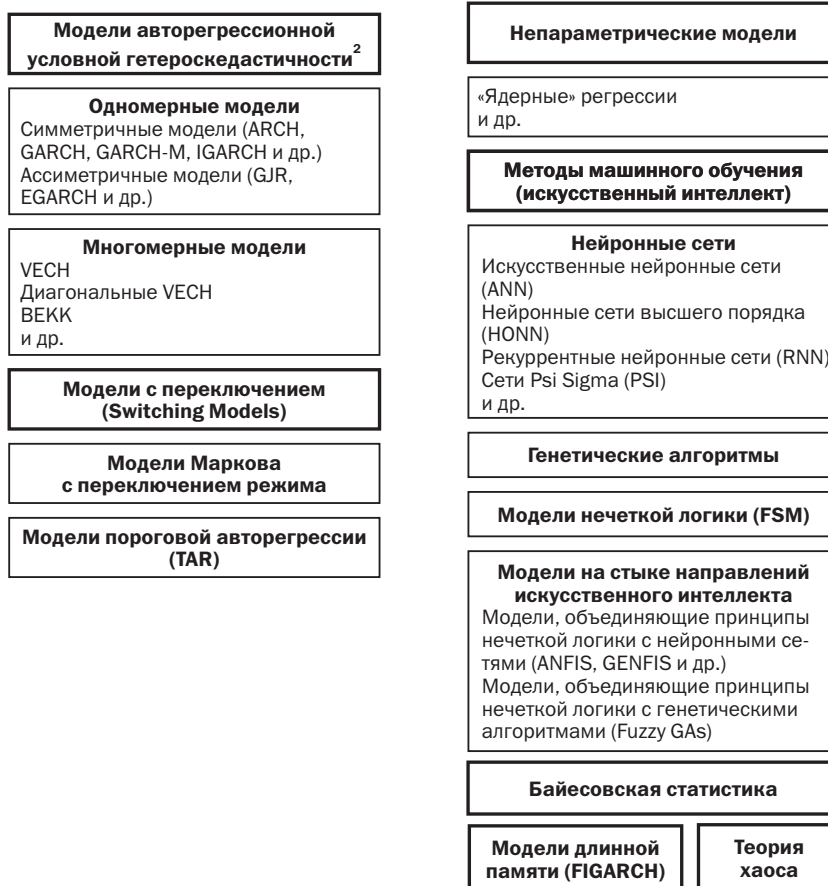 Модели авторегрессионной
условной гетероскедастичности²
Одномерные модели
Симметричные модели (ARCH,
GARCH, GARCH-M, IGARCH и др.)
Ассиметричные модели (GJR,
EGARCH и др.)
Многомерные модели
VECH
Диагональные VECH
BEKK
и др.
Модели с переключением
(Switching Models)
Модели Маркова
с переключением режима
Модели пороговой авторегрессии
(TAR)
Непараметрические модели
«Ядерные» регрессии
и др.
Методы машинного обучения
(искусственный интеллект)
Нейронные сети
Искусственные нейронные сети
(ANN)
Нейронные сети высшего порядка
(HONN)
Рекуррентные нейронные сети (RNN)
Сети Psi Sigma (PSI)
и др.
Генетические алгоритмы
Модели нечеткой логики (FSM)
Модели на стыке направлений
искусственного интеллекта
Модели, объединяющие принципы
нечеткой логики с нейронными се-
тями (ANFIS, GENFIS и др.)
Модели, объединяющие принципы
нечеткой логики с генетическими
алгоритмами (Fuzzy GAs)
Байесовская статистика
Модели длинной
памяти (FIGARCH)
Теория
хаоса